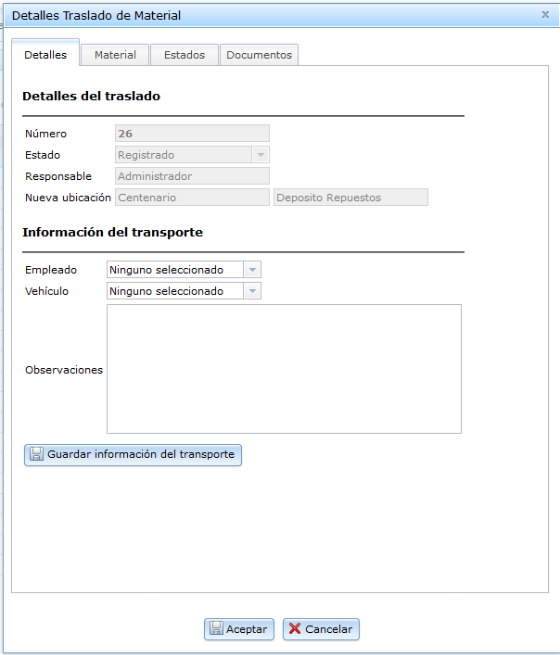 Detalles Traslado de Material x
Detalles Material Estados Documentos
Detalles del traslado
Número 26
Estado Registrado
Responsable Administrador
Nueva ubicación Centenario Deposito Repuestos
Información del transporte
Empleado Ninguno seleccionado
Vehículo Ninguno seleccionado
Observaciones
Guardar información del transporte
Aceptar Cancelar